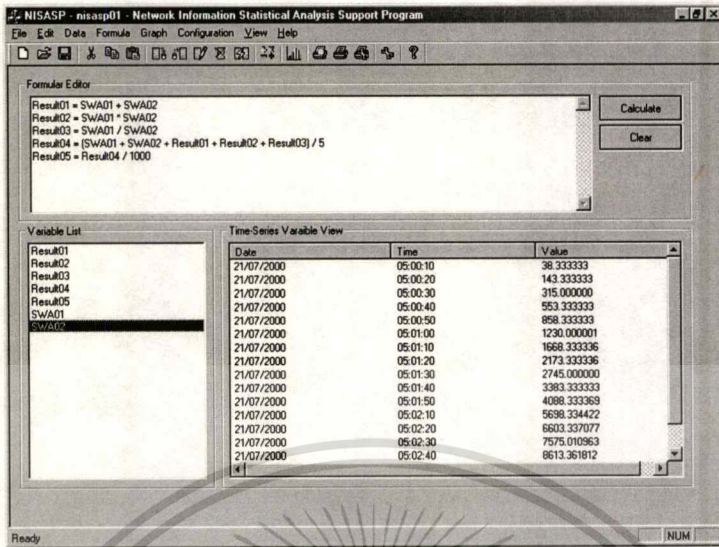 NISASP - nisasp01 - Network Information Statistical Analysis Support Program
File Edit Data Formula Graph Configuration View Help
Formular Editor
Result01 = SWA01 + SWA02
Result02 = SWA01 * SWA02
Result03 = SWA01 / SWA02
Result04 = (SWA01 + SWA02 + Result01 + Result02 + Result03) / 5
Result05 = Result04 / 1000
Calculate
Clear
Variable List
Result01
Result02
Result03
Result04
Result05
SWA01
SWA02
Time-Series Varaible View
Date Time Value
21/07/2000 05:00:10 38.333333
21/07/2000 05:00:20 143.333333
21/07/2000 05:00:30 315.000000
21/07/2000 05:00:40 553.333333
21/07/2000 05:00:50 858.333333
21/07/2000 05:01:00 1230.000001
21/07/2000 05:01:10 1668.333336
21/07/2000 05:01:20 2173.333336
21/07/2000 05:01:30 2745.000000
21/07/2000 05:01:40 3383.333333
21/07/2000 05:01:50 4088.333369
21/07/2000 05:02:10 5698.334422
21/07/2000 05:02:20 6603.337077
21/07/2000 05:02:30 7575.010963
21/07/2000 05:02:40 8613.361812
Ready NUM